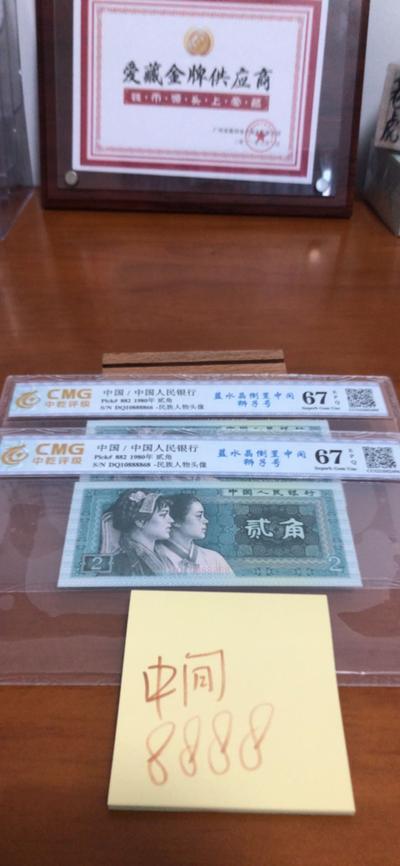 爱藏金牌供应商
钱·币·源·头·上·爱·藏
CMG
中乾评级
中国 / 中国人民银行
Pick# 882 1980年 贰角
S/N DQ10888866 -民族人物头像
蓝水晶倒置中间
狮子号
67 EPQ
Superb Gem Unc
CMG
中乾评级
中国 / 中国人民银行
Pick# 882 1980年 贰角
S/N DQ10888868 -民族人物头像
蓝水晶倒置中间
狮子号
67 EPQ
Superb Gem Unc
中国人民银行
贰角
2
2
中间
8888